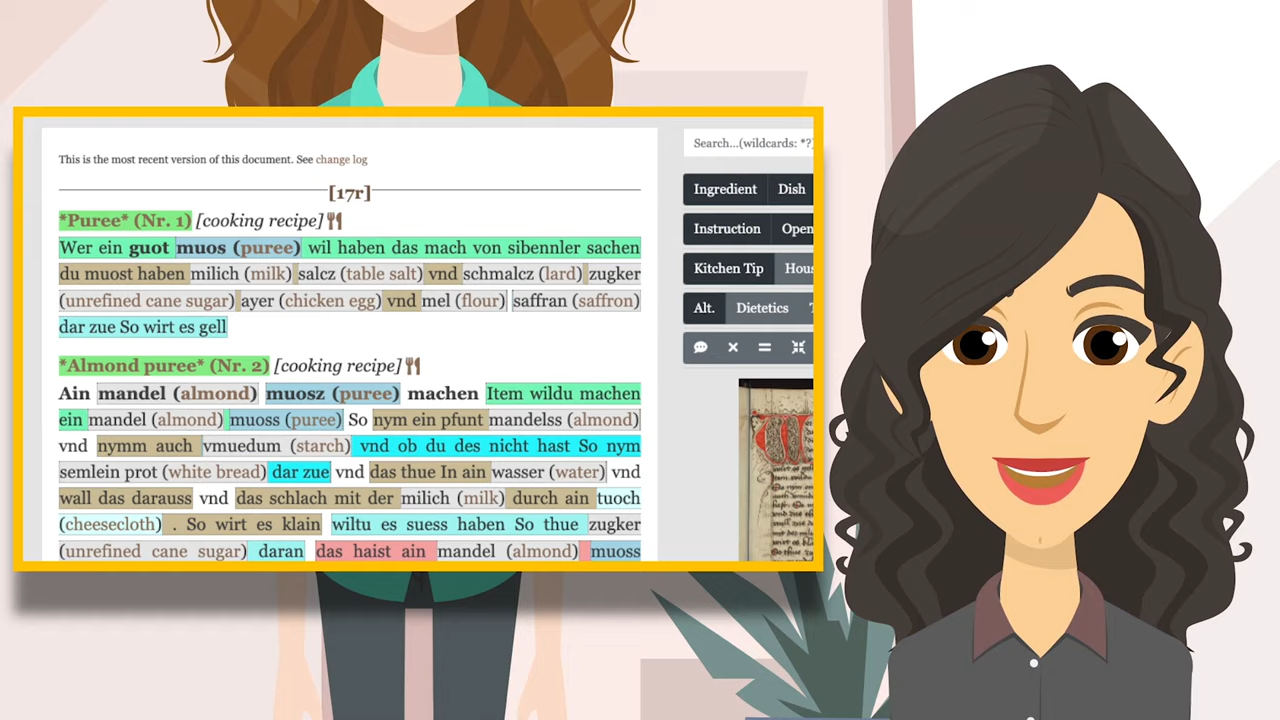 This is the most recent version of this document. See change log
[17r]
*Puree* (Nr. 1) [cooking recipe]
Wer ein guot muos (puree) wil haben das mach von sibennler sachen
du muost haben milich (milk) salcz (table salt) vnd schmalcz (lard) zugker
(unrefined cane sugar) ayer (chicken egg) vnd mel (flour) saffran (saffron)
dar zue So wirt es gell
*Almond puree* (Nr. 2) [cooking recipe]
Ain mandel (almond) muosz (puree) machen Item wildu machen
ein mandel (almond) muoss (puree) So nym ein pfunt mandelss (almond)
vnd nymm auch vmuedum (starch) vnd ob du des nicht hast So nym
semlein prot (white bread) dar zue vnd das thue In ain wasser (water) vnd
wall das darauss vnd das schlach mit der milich (milk) durch ain tuoch
(cheesecloth) . So wirt es klain wiltu es suess haben So thue zugker
(unrefined cane sugar) daran das haist ain mandel (almond) muoss
Search...(wildcards: *?)
Ingredient Dish
Instruction Open
Kitchen Tip
Alt. Dietetics